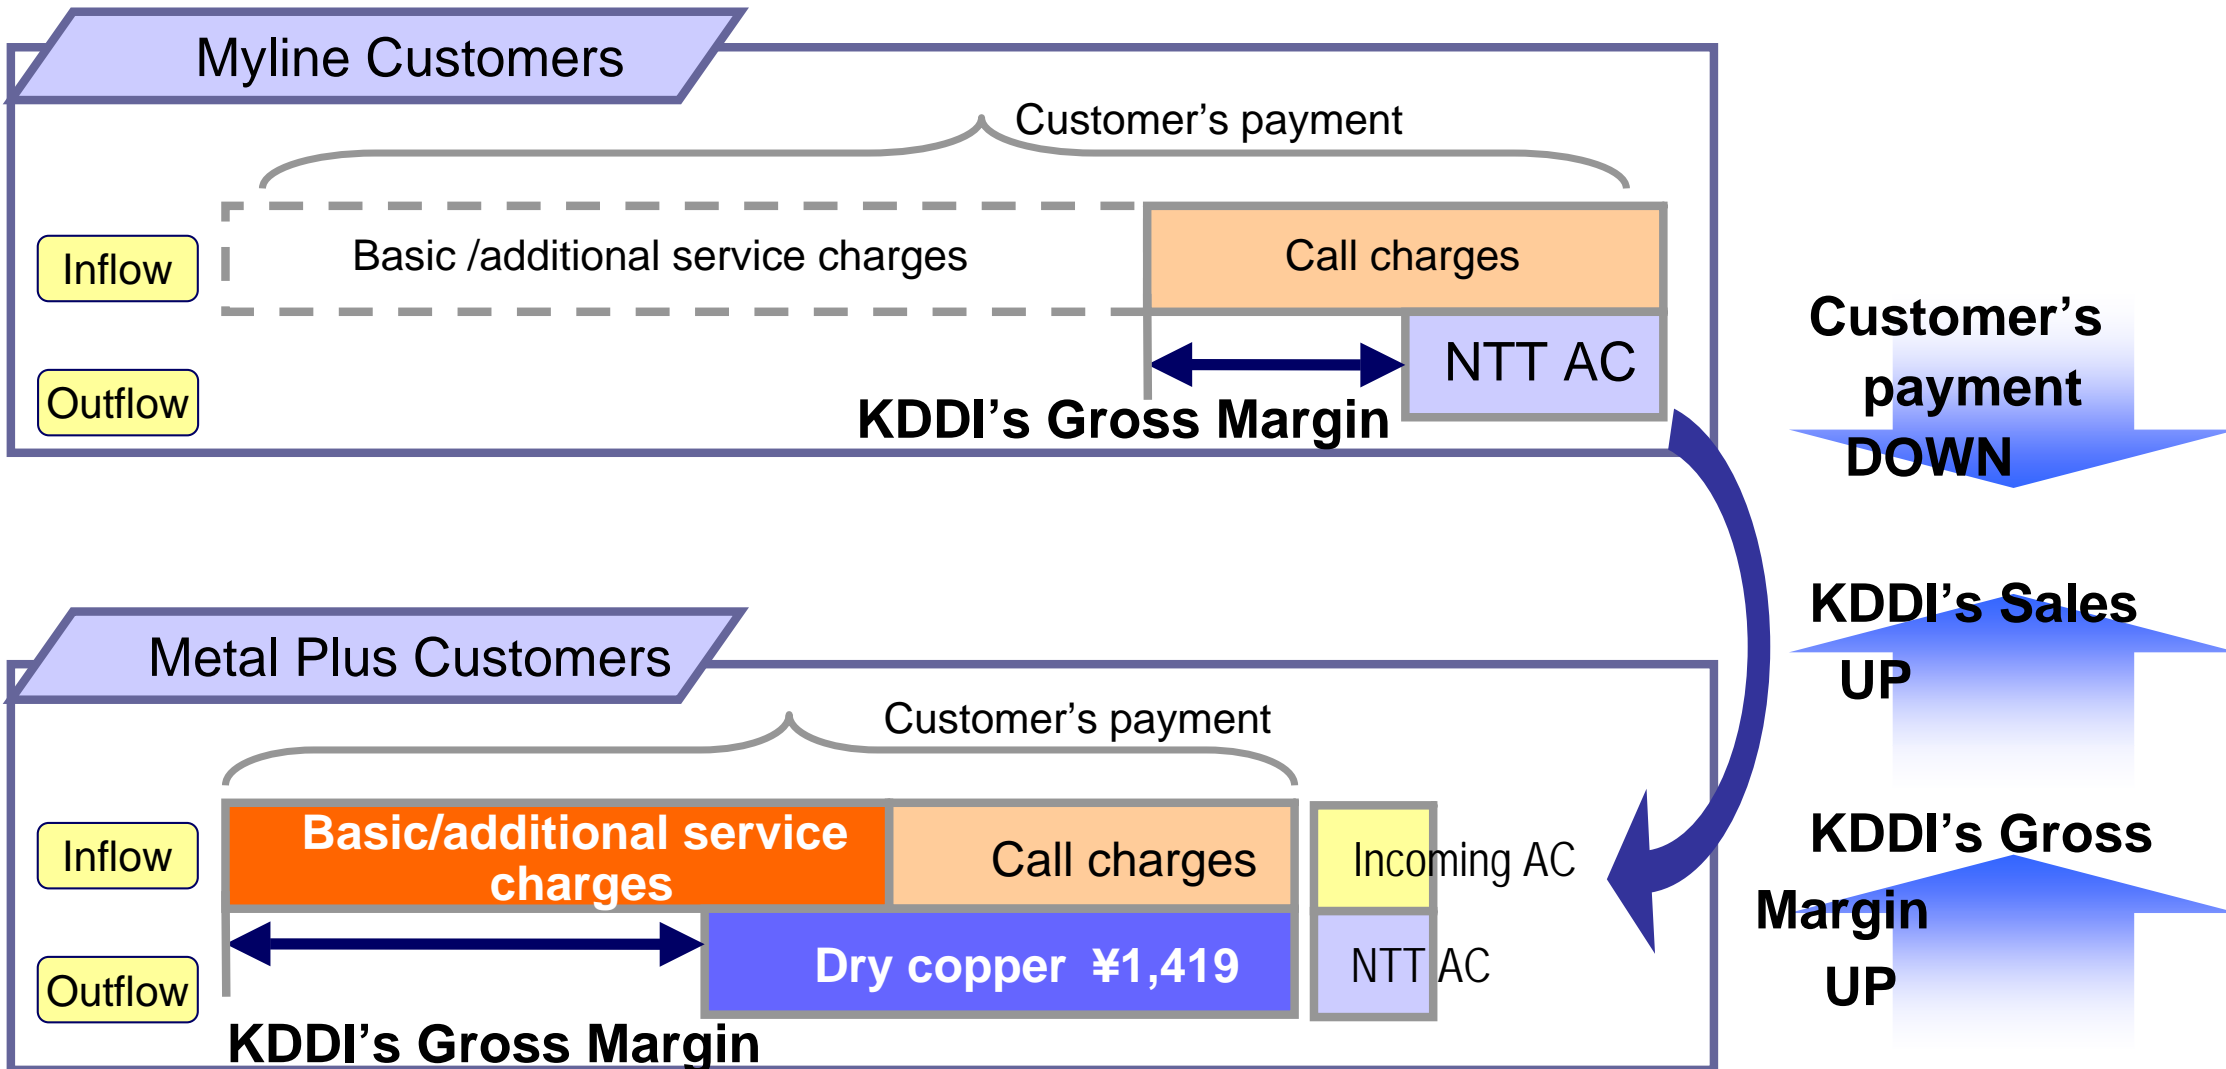 Myline Customers
Customer’s payment
Inflow
Basic /additional service charges
Call charges
Outflow
KDDI’s Gross Margin
NTT AC
Customer’s
payment
DOWN
KDDI’s Sales
UP
KDDI’s Gross
Margin
UP
Metal Plus Customers
Customer’s payment
Inflow
Basic/additional service
charges
Call charges
Incoming AC
Outflow
Dry copper ¥1,419
NTT AC
KDDI’s Gross Margin